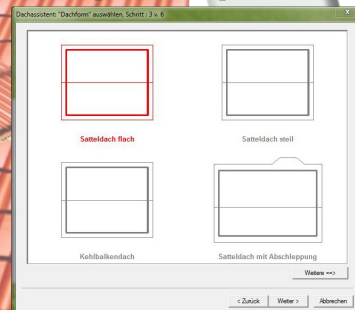 Dachassistent: "Dachform" auswählen, Schritt : 3 v. 6
Satteldach flach
Satteldach steil
Kehlbalkendach
Satteldach mit Abschleppung
Weitere ==>
< Zurück
Weiter >
Abbrechen